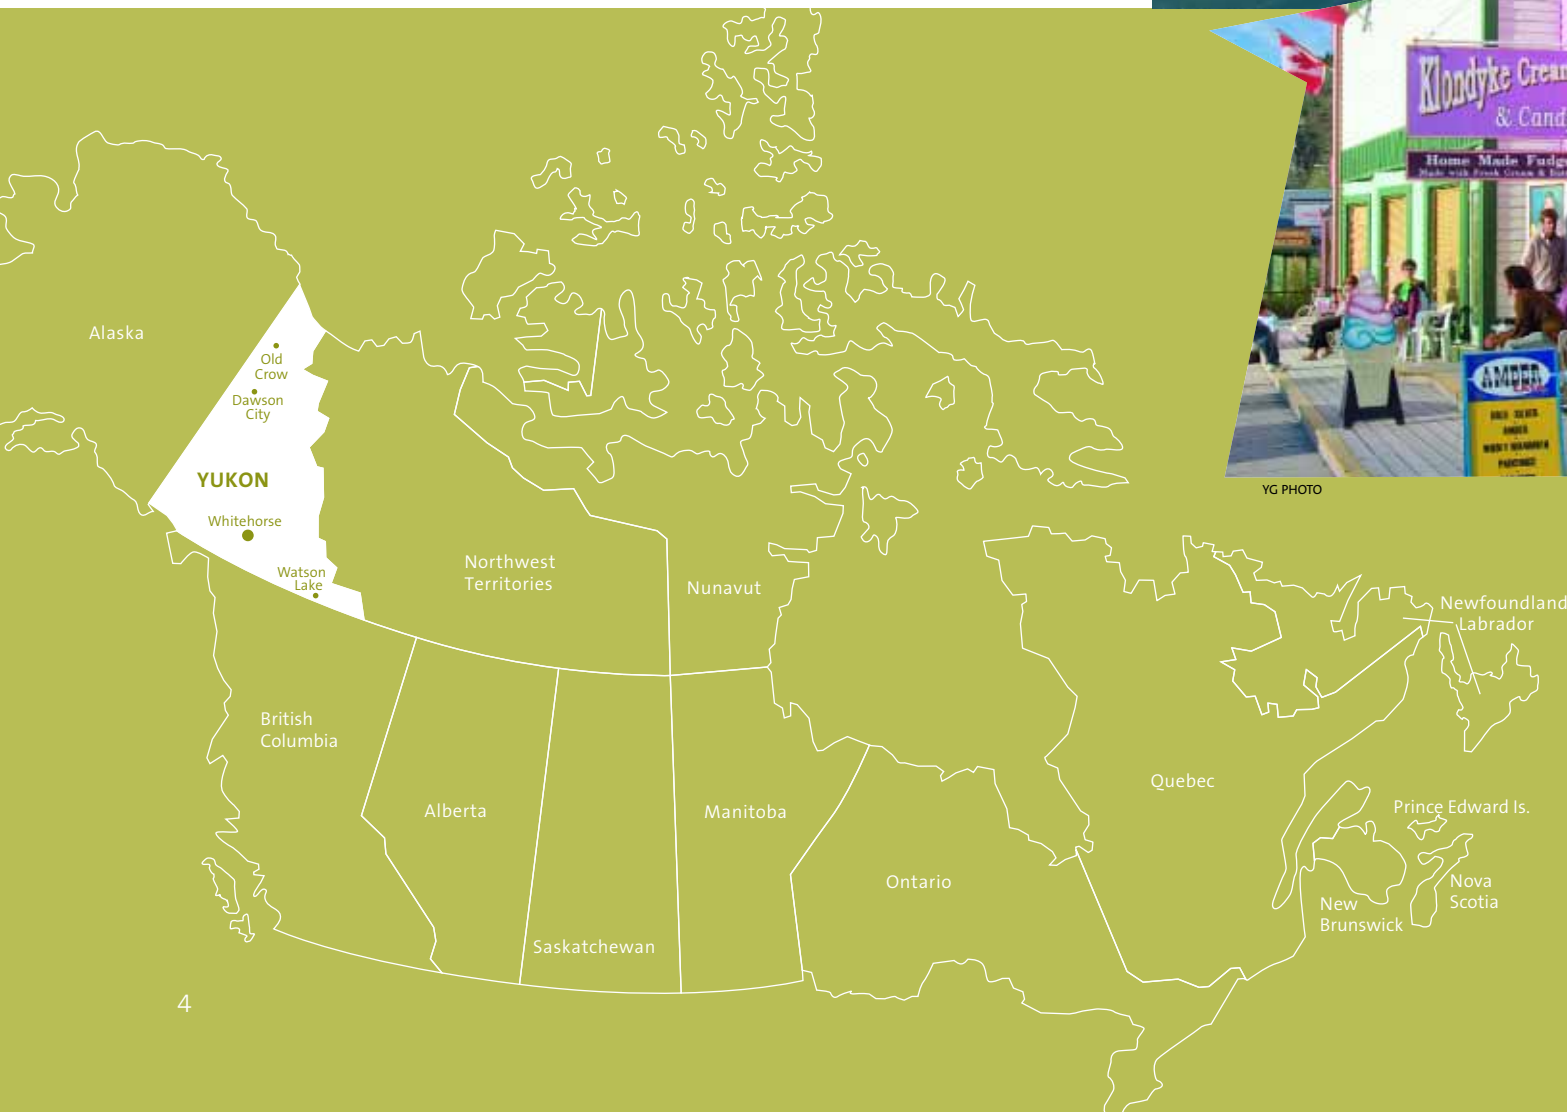 Klondyke Cream
& Cand
Home Made Fudge
AMBER
YG PHOTO
Alaska
Old
Crow
Dawson
City
YUKON
Whitehorse
Watson
Lake
Northwest
Territories
Nunavut
Newfoundland
Labrador
British
Columbia
Alberta
Saskatchewan
Manitoba
Ontario
Quebec
Prince Edward Is.
Nova
Scotia
New
Brunswick
4